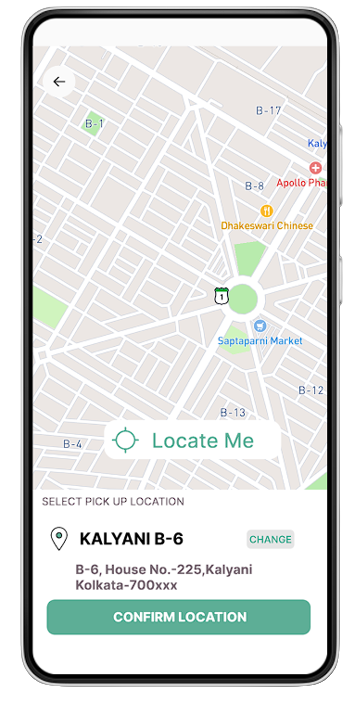 B-17
B-1
Kaly
Apollo Pha
B-8
Dhakeswari Chinese
-2
1
Saptaparni Market
B-12
B-13
B-4
Locate Me
SELECT PICK UP LOCATION
KALYANI B-6
CHANGE
B-6, House No.-225,Kalyani
Kolkata-700xxx
CONFIRM LOCATION